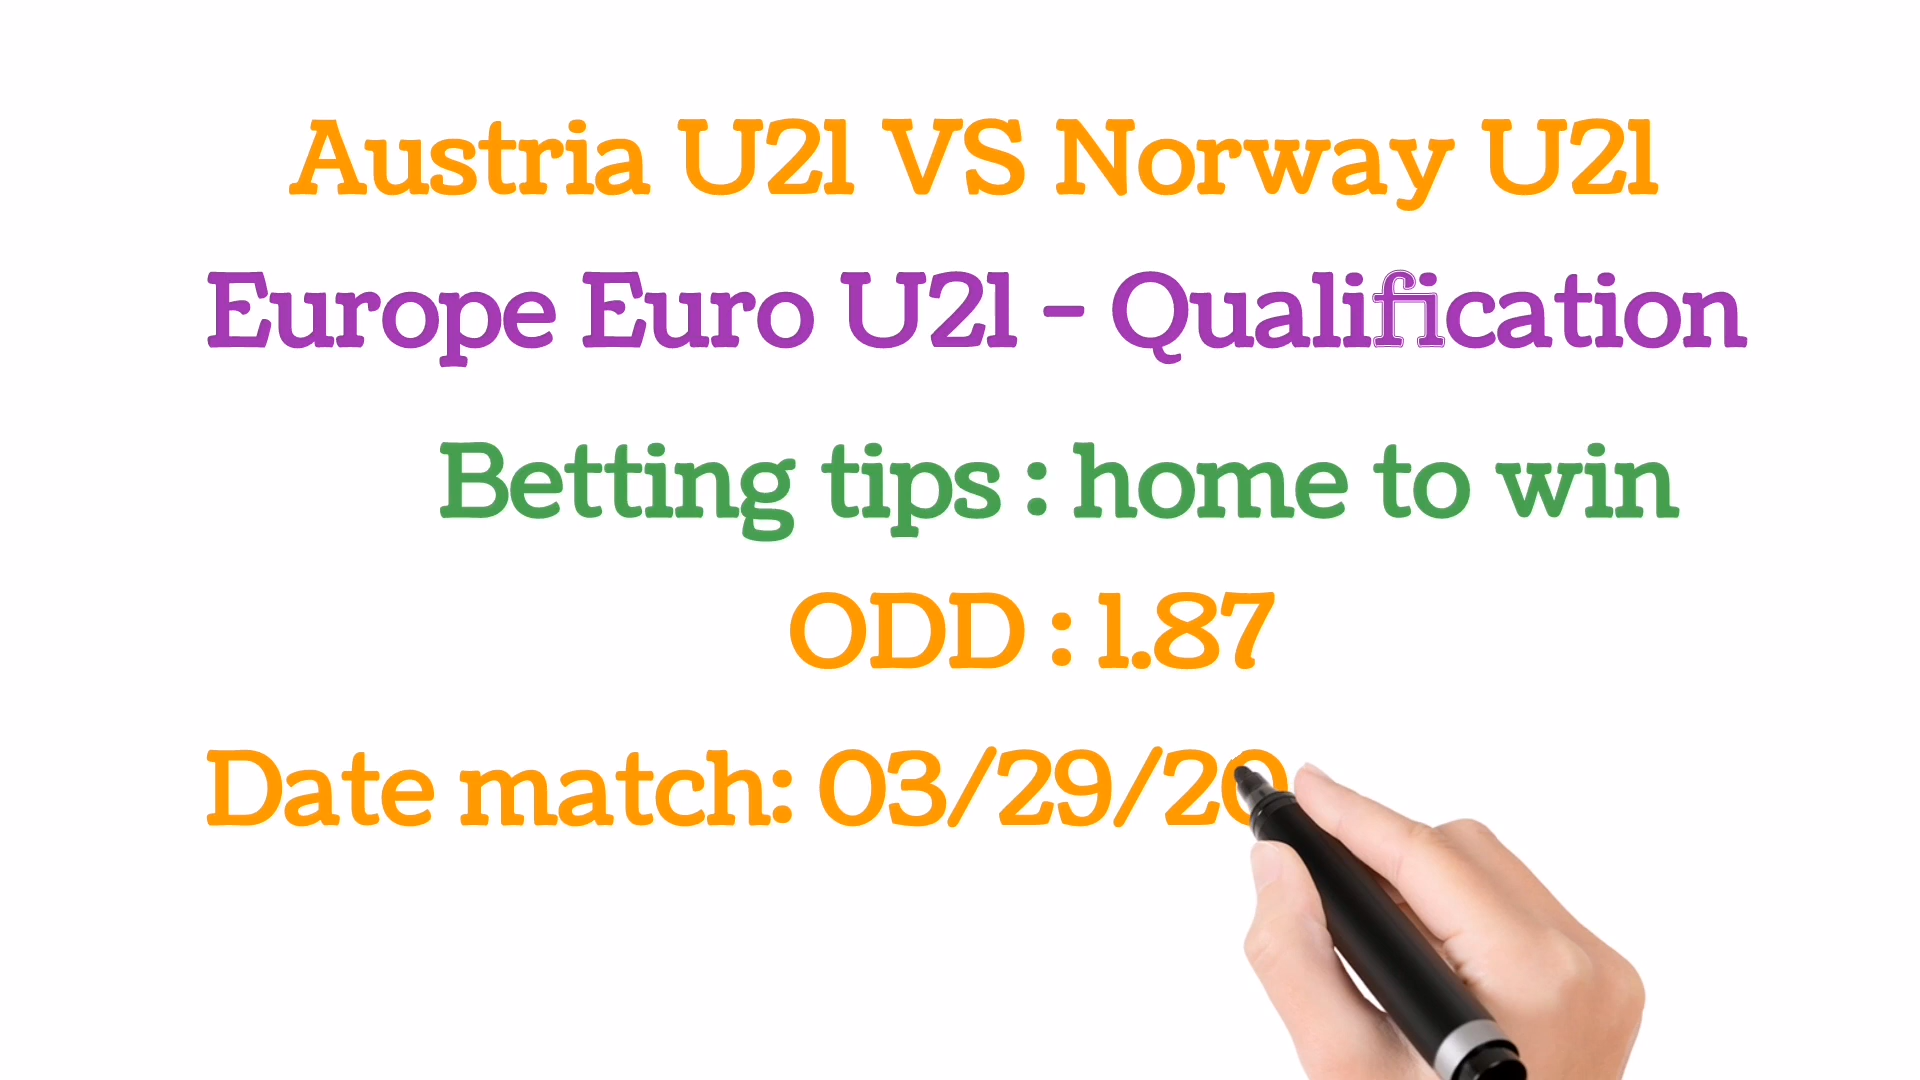 Austria U21 VS Norway U21
Europe Euro U21 - Qualification
Betting tips : home to win
ODD : 1.87
Date match: 03/29/20